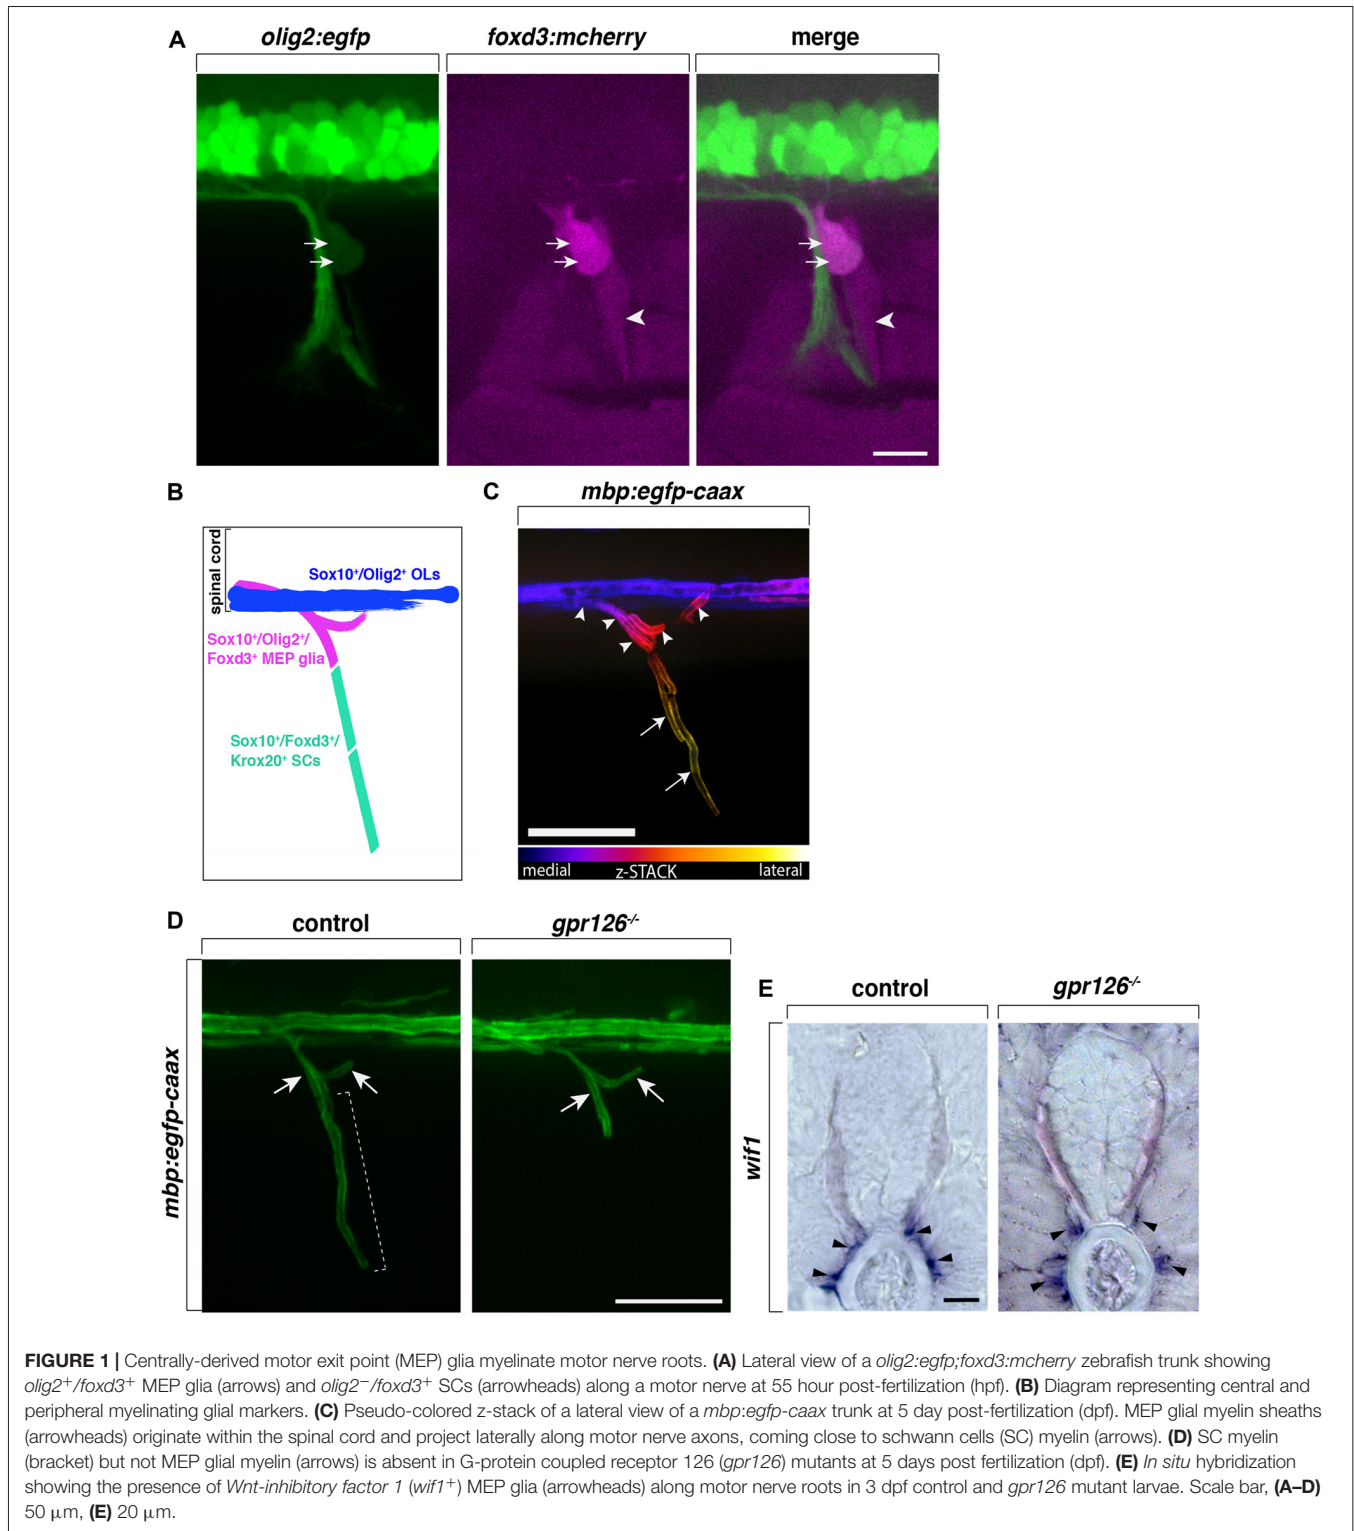 A
olig2:egfp
foxd3:mcherry
merge
B
spinal cord
Sox10+/Olig2+ OLs
Sox10+/Olig2+/
Foxd3+ MEP glia
Sox10+/Foxd3+/
Krox20+ SCs
C
mbp:egfp-caax
medial
z-STACK
lateral
D
control
gpr126-/-
mbp:egfp-caax
E
control
gpr126-/-
wif1
FIGURE 1 | Centrally-derived motor exit point (MEP) glia myelinate motor nerve roots. (A) Lateral view of a olig2:egfp;foxd3:mcherry zebrafish trunk showing
olig2+/foxd3+ MEP glia (arrows) and olig2−/foxd3+ SCs (arrowheads) along a motor nerve at 55 hour post-fertilization (hpf). (B) Diagram representing central and
peripheral myelinating glial markers. (C) Pseudo-colored z-stack of a lateral view of a mbp:egfp-caax trunk at 5 day post-fertilization (dpf). MEP glial myelin sheaths
(arrowheads) originate within the spinal cord and project laterally along motor nerve axons, coming close to schwann cells (SC) myelin (arrows). (D) SC myelin
(bracket) but not MEP glial myelin (arrows) is absent in G-protein coupled receptor 126 (gpr126) mutants at 5 days post fertilization (dpf). (E) In situ hybridization
showing the presence of Wnt-inhibitory factor 1 (wif1+) MEP glia (arrowheads) along motor nerve roots in 3 dpf control and gpr126 mutant larvae. Scale bar, (A–D)
50 μm, (E) 20 μm.